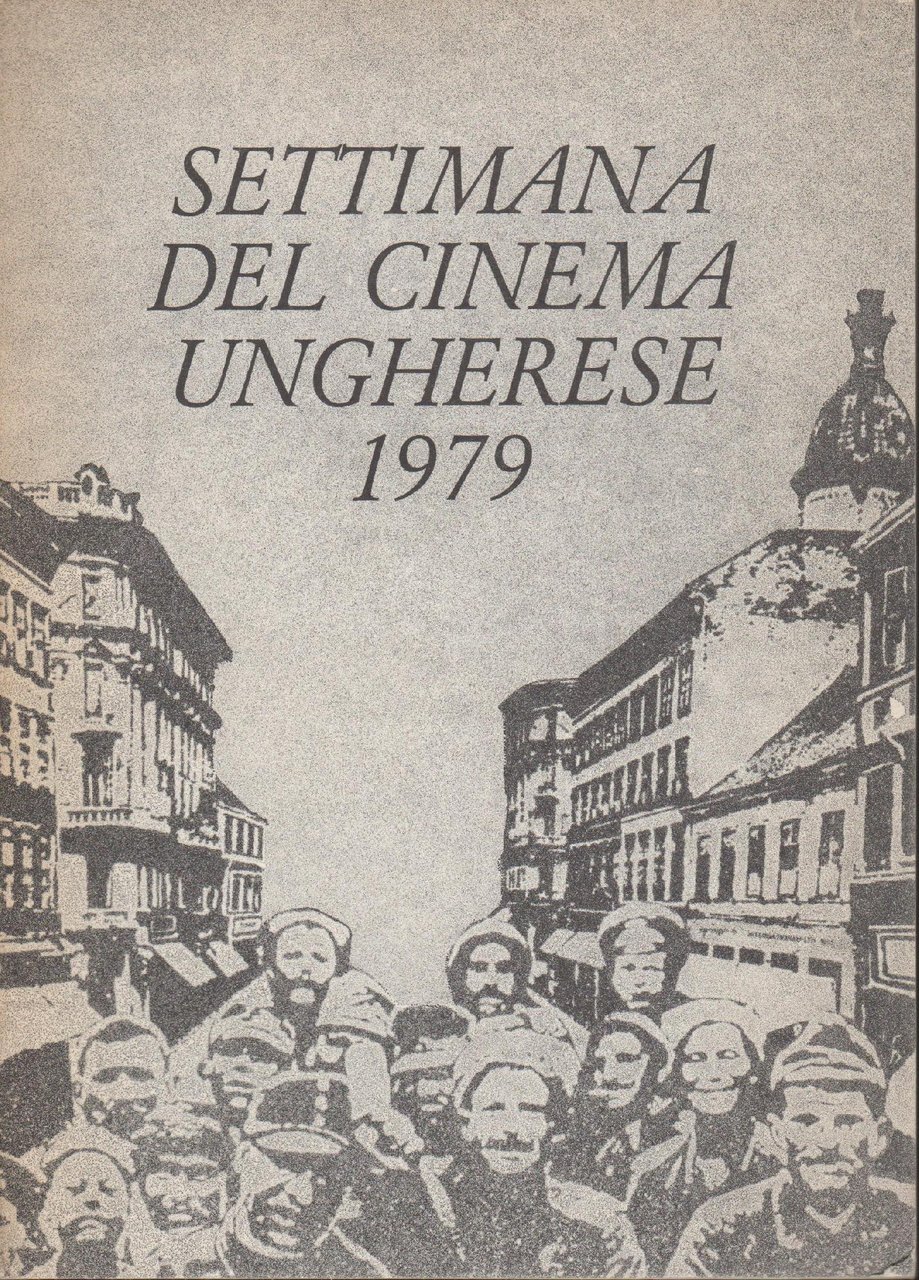 SETTIMANA
DEL CINEMA
UNGHERESE
1979